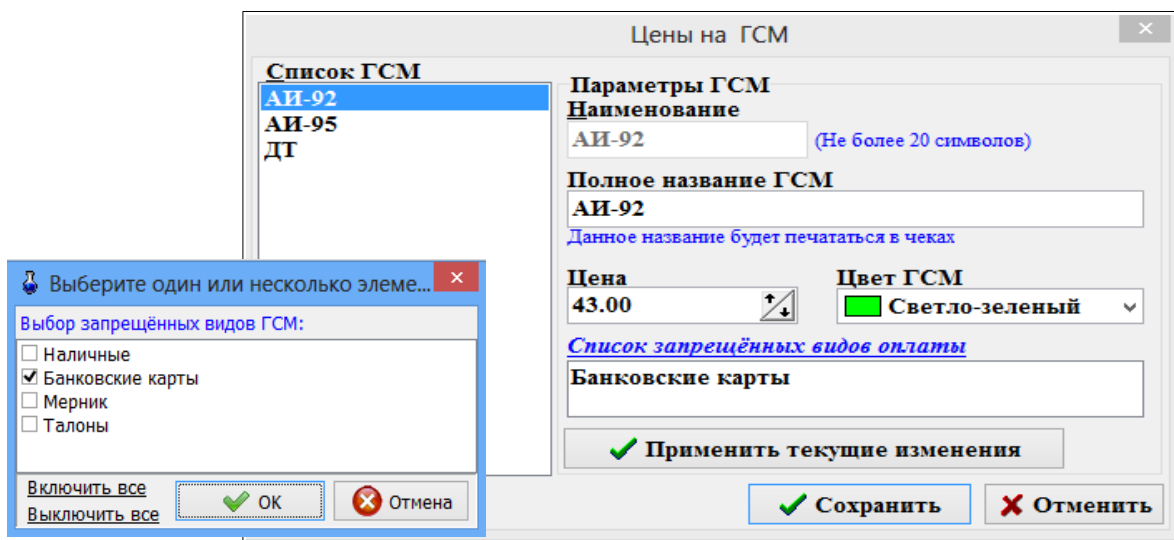 Цены на ГСМ
Список ГСМ
АИ-92
АИ-95
ДТ
Параметры ГСМ
Наименование
АИ-92 (Не более 20 символов)
Полное название ГСМ
АИ-92
Данное название будет печататься в чеках
Цена Цвет ГСМ
43.00 Светло-зеленый
Список запрещённых видов оплаты
Банковские карты
Применить текущие изменения
Сохранить Отменить
Выберите один или несколько элеме...
Выбор запрещённых видов ГСМ:
Наличные
Банковские карты
Мерник
Талоны
Включить все
Выключить все
ОК Отмена